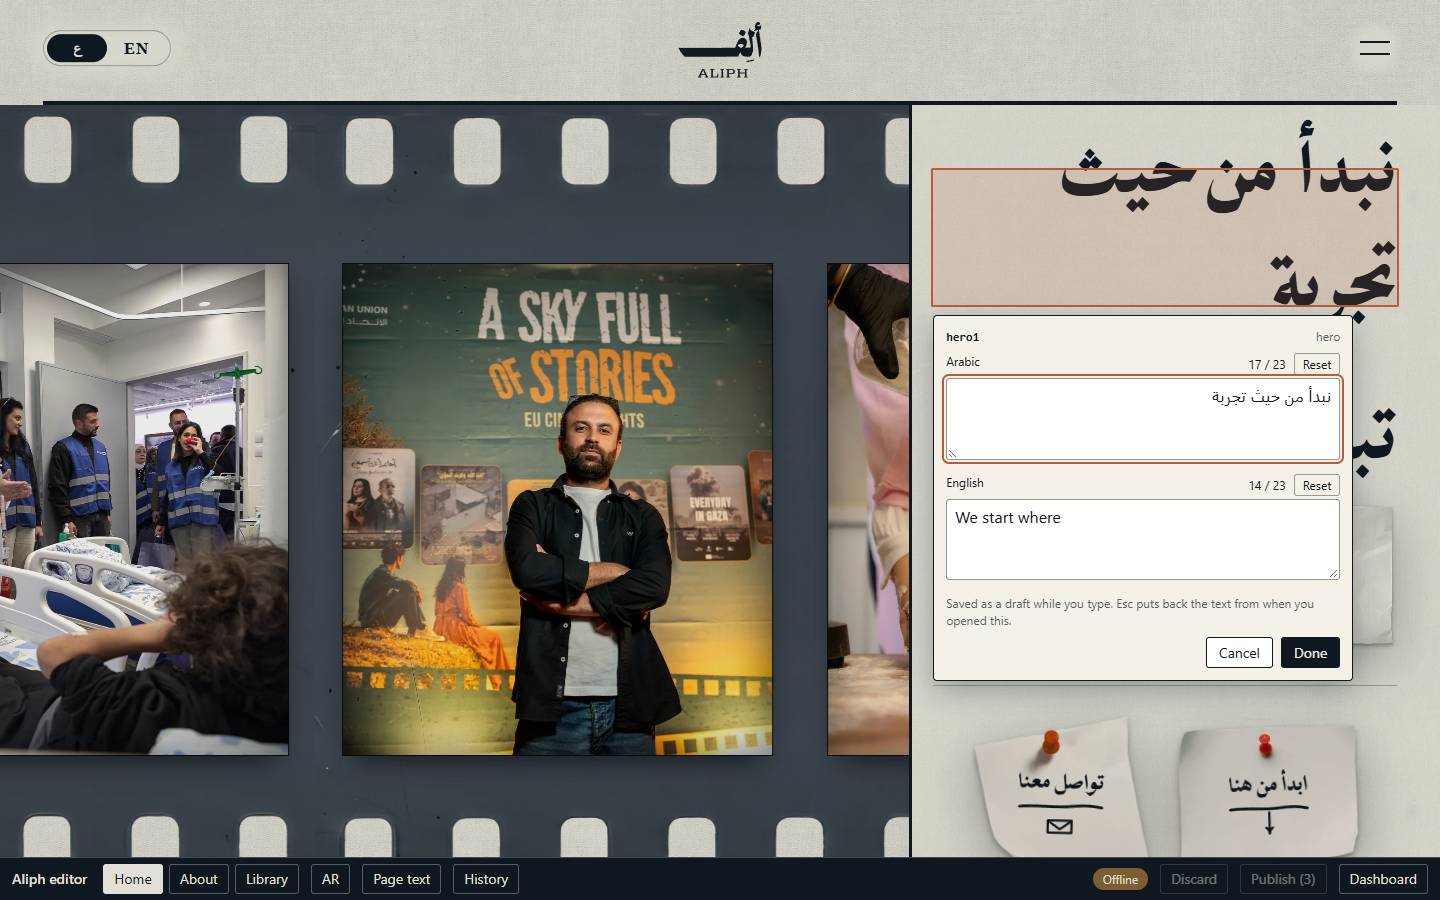 ع
EN
ألف
ALIPH
نبدأ من حيث
تجربة
AN UNION
A SKY FULL
OF STORIES
EVERYDAY
IN GAZA
hero1
hero
Arabic
17 / 23
Reset
نبدأ من حيث تجربة
English
14 / 23
Reset
We start where
Saved as a draft while you type. Esc puts back the text from when you
opened this.
Cancel
Done
تواصل معنا
ابدأ من هنا
Aliph editor
Home
About
Library
AR
Page text
History
Offline
Discard
Publish (3)
Dashboard